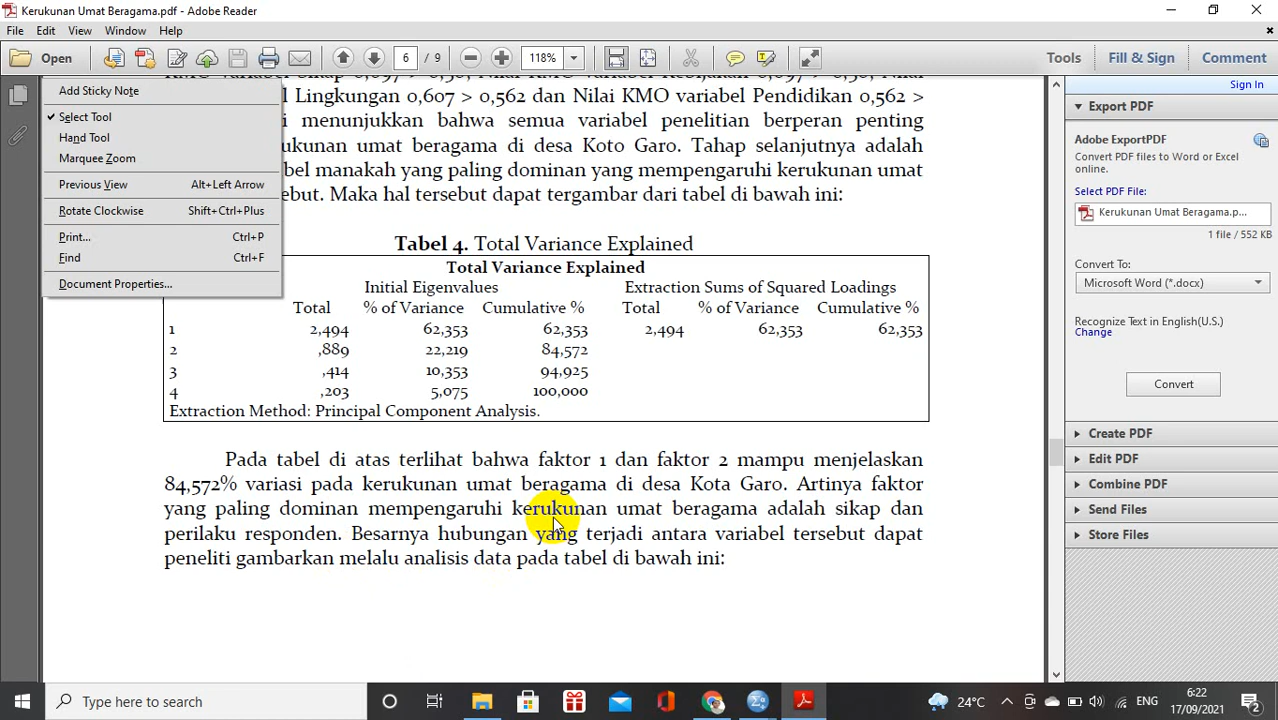 Kerukunan Umat Beragama.pdf - Adobe Reader
File Edit View Window Help
Open 6 / 9 118% Tools Fill & Sign Comment
Sign In
Add Sticky Note
Select Tool
Hand Tool
Marquee Zoom
Previous View Alt+Left Arrow
Rotate Clockwise Shift+Ctrl+Plus
Print... Ctrl+P
Find Ctrl+F
Document Properties...
l Lingkungan 0,607 > 0,562 dan Nilai KMO variabel Pendidikan 0,562 >
i menunjukkan bahwa semua variabel penelitian berperan penting
ukunan umat beragama di desa Koto Garo. Tahap selanjutnya adalah
bel manakah yang paling dominan yang mempengaruhi kerukunan umat
sebut. Maka hal tersebut dapat tergambar dari tabel di bawah ini:
Tabel 4. Total Variance Explained
Total Variance Explained
Initial Eigenvalues Extraction Sums of Squared Loadings
Total % of Variance Cumulative % Total % of Variance Cumulative %
1 2,494 62,353 62,353 2,494 62,353 62,353
2 ,889 22,219 84,572
3 ,414 10,353 94,925
4 ,203 5,075 100,000
Extraction Method: Principal Component Analysis.
Pada tabel di atas terlihat bahwa faktor 1 dan faktor 2 mampu menjelaskan
84,572% variasi pada kerukunan umat beragama di desa Kota Garo. Artinya faktor
yang paling dominan mempengaruhi kerukunan umat beragama adalah sikap dan
perilaku responden. Besarnya hubungan yang terjadi antara variabel tersebut dapat
peneliti gambarkan melalu analisis data pada tabel di bawah ini:
Export PDF
Adobe ExportPDF
Convert PDF files to Word or Excel
online.
Select PDF File:
Kerukunan Umat Beragama.p...
1 file / 552 KB
Convert To:
Microsoft Word (*.docx)
Recognize Text in English(U.S.)
Change
Convert
Create PDF
Edit PDF
Combine PDF
Send Files
Store Files
Type here to search
24°C
ENG
6:22
17/09/2021
2